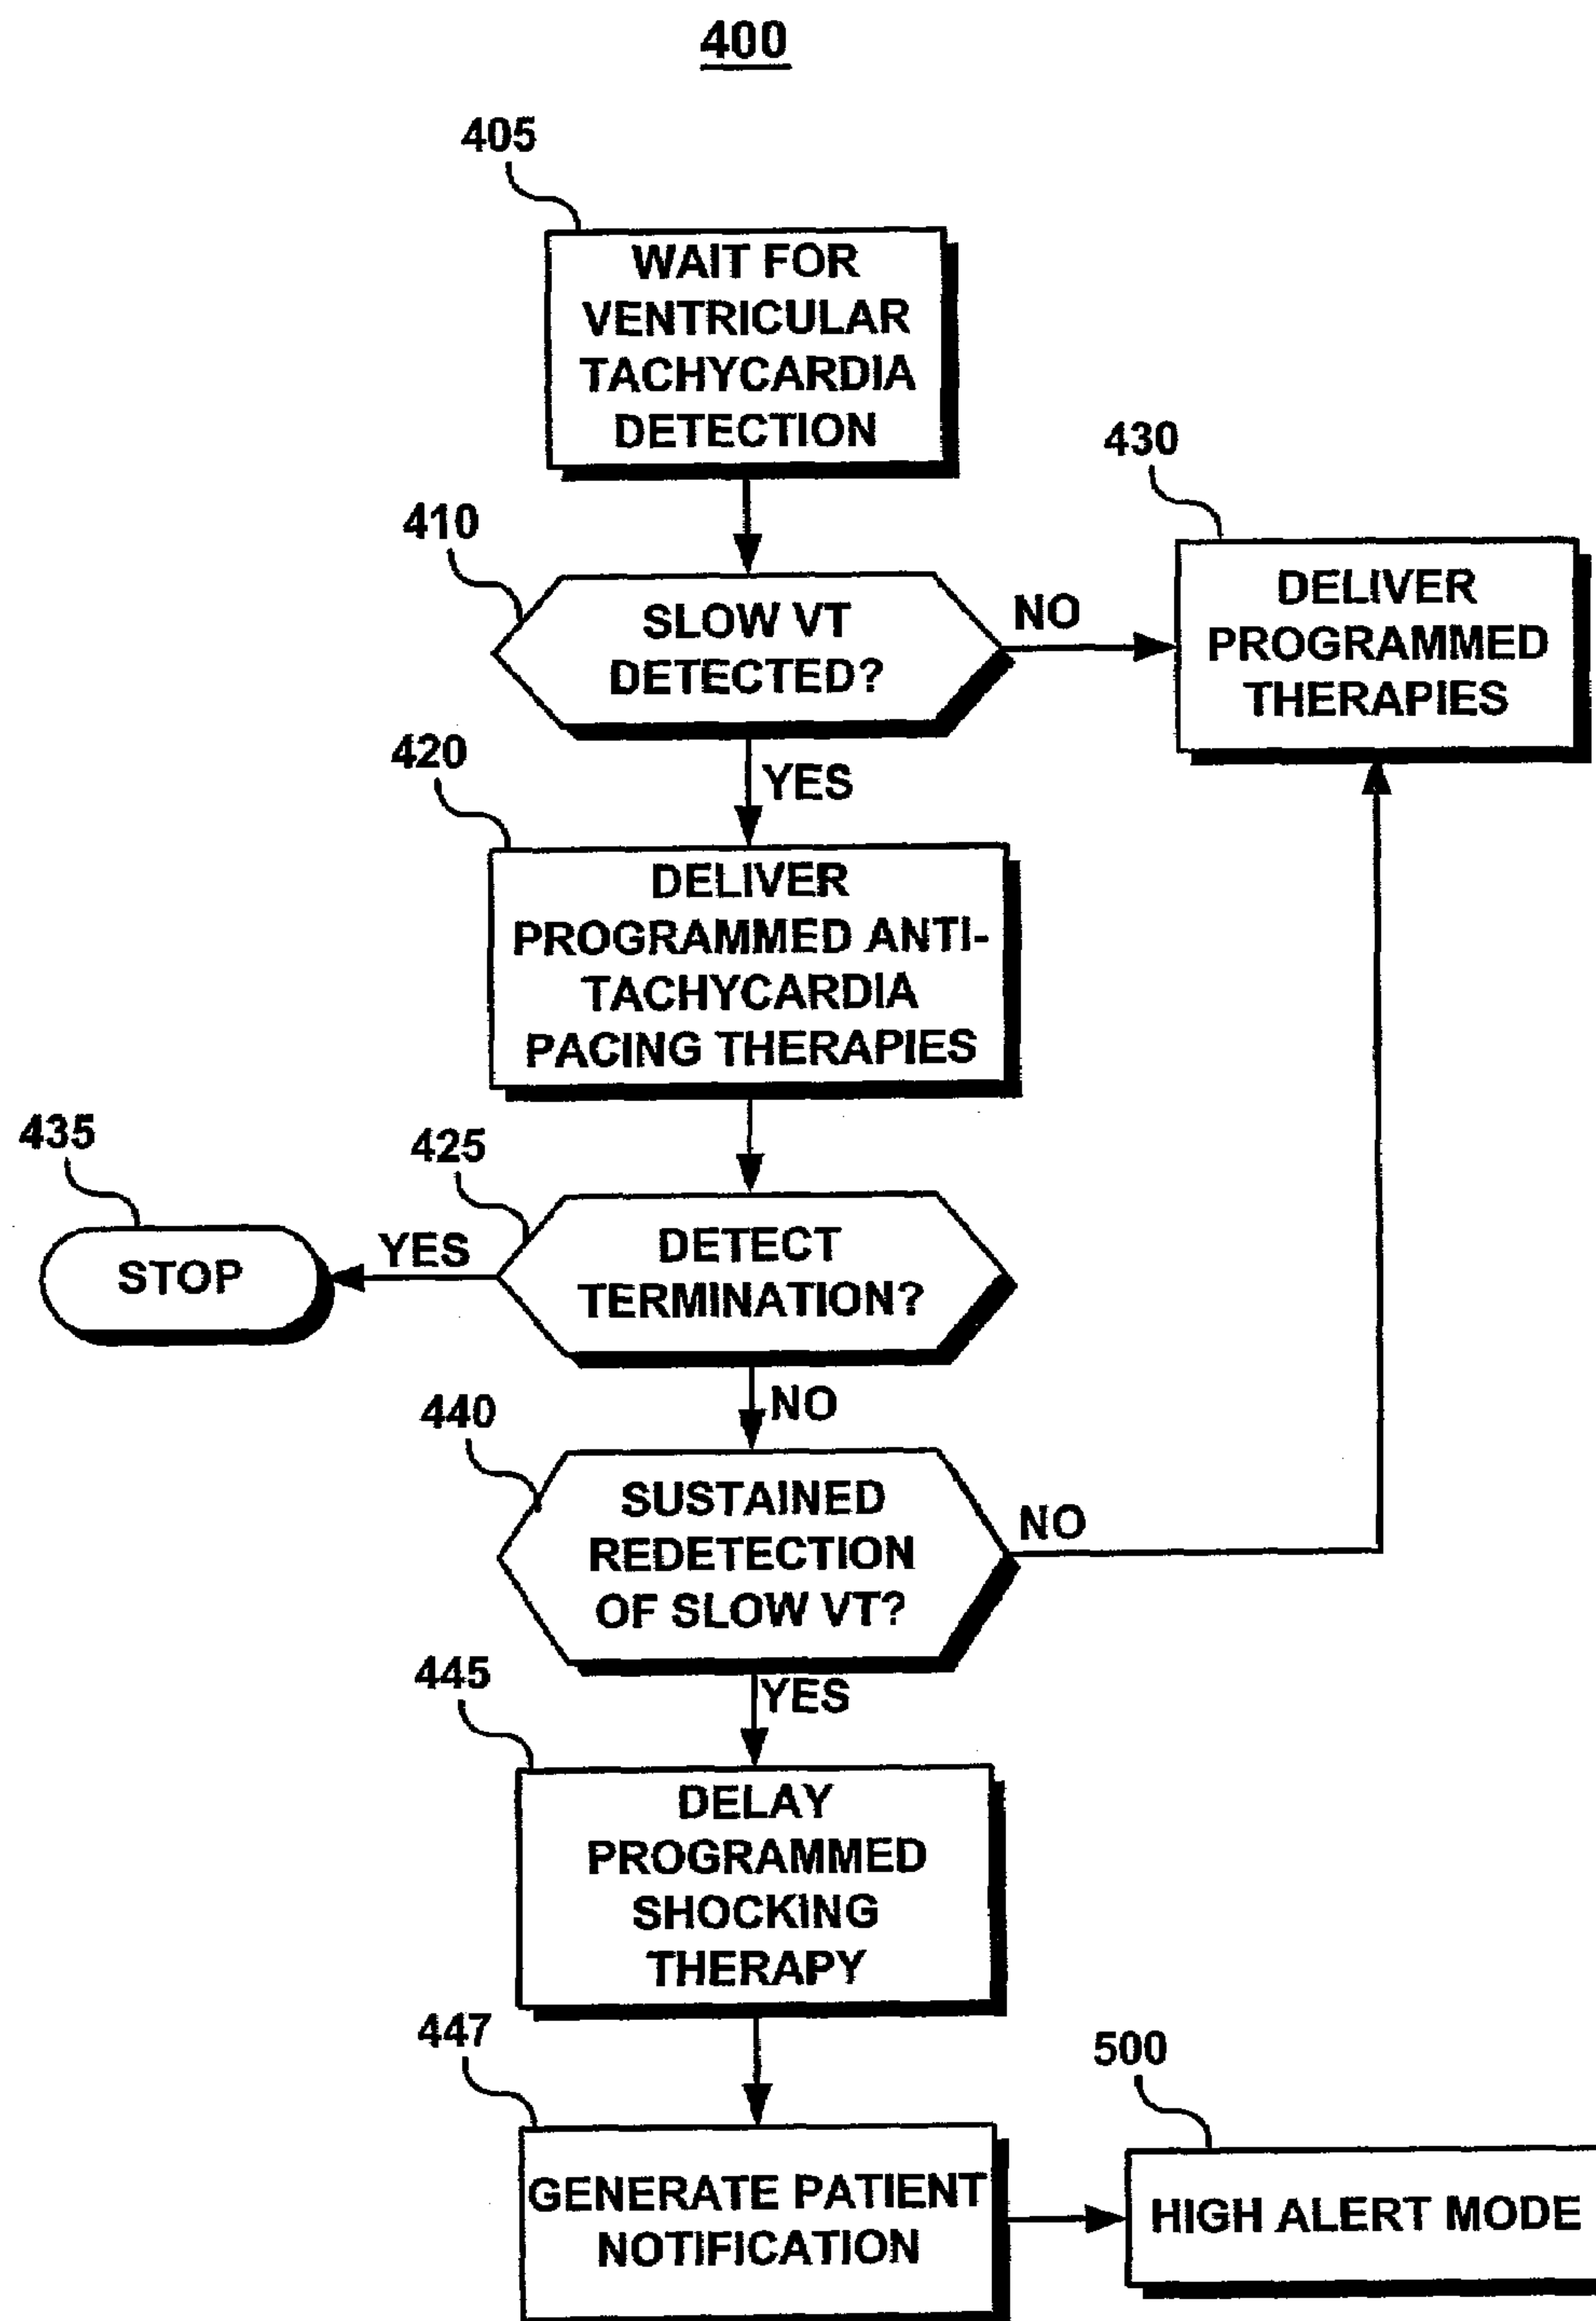 400
405
WAIT FOR
VENTRICULAR
TACHYCARDIA
DETECTION
430
410
SLOW VT
DETECTED?
NO
DELIVER
PROGRAMMED
THERAPIES
420
YES
DELIVER
PROGRAMMED ANTI-
TACHYCARDIA
PACING THERAPIES
435
425
STOP
YES
DETECT
TERMINATION?
NO
440
SUSTAINED
REDETECTION
OF SLOW VT?
NO
445
YES
DELAY
PROGRAMMED
SHOCKING
THERAPY
447
500
GENERATE PATIENT
NOTIFICATION
HIGH ALERT MODE